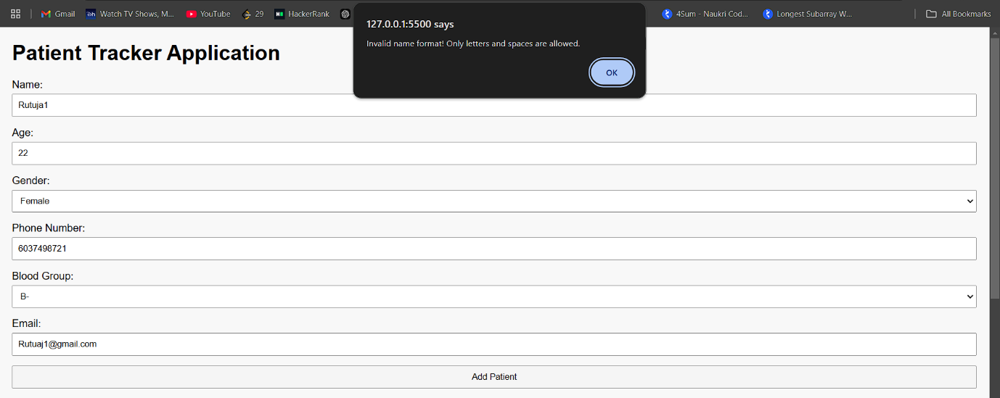 Gmail
Watch TV Shows, M...
YouTube
29
HackerRank
4Sum - Naukri Cod...
Longest Subarray W...
All Bookmarks
127.0.0.1:5500 says
Invalid name format! Only letters and spaces are allowed.
OK
Patient Tracker Application
Name:
Rutuja1
Age:
22
Gender:
Female
Phone Number:
6037498721
Blood Group:
B-
Email:
Rutuaj1@gmail.com
Add Patient